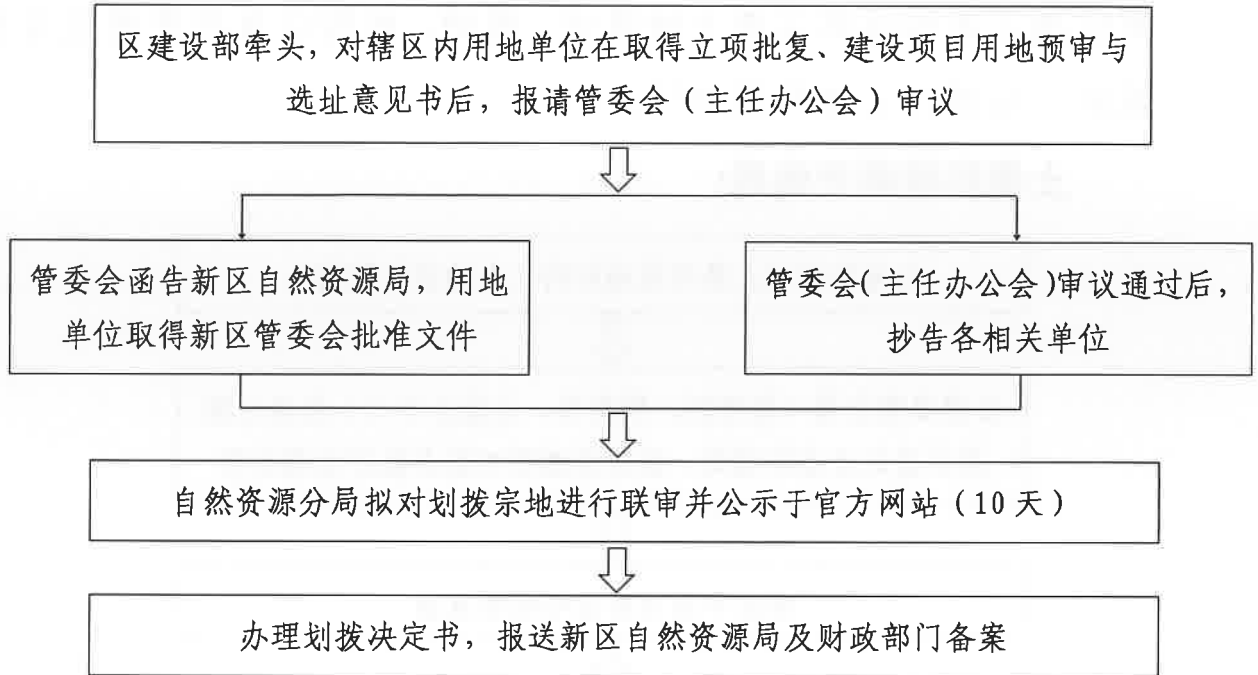 区建设部牵头，对辖区内用地单位在取得立项批复、建设项目用地预审与
选址意见书后，报请管委会（主任办公会）审议
管委会函告新区自然资源局，用地
单位取得新区管委会批准文件
管委会（主任办公会）审议通过后，
抄告各相关单位
自然资源分局拟对划拨宗地进行联审并公示于官方网站（10天）
办理划拨决定书，报送新区自然资源局及财政部门备案